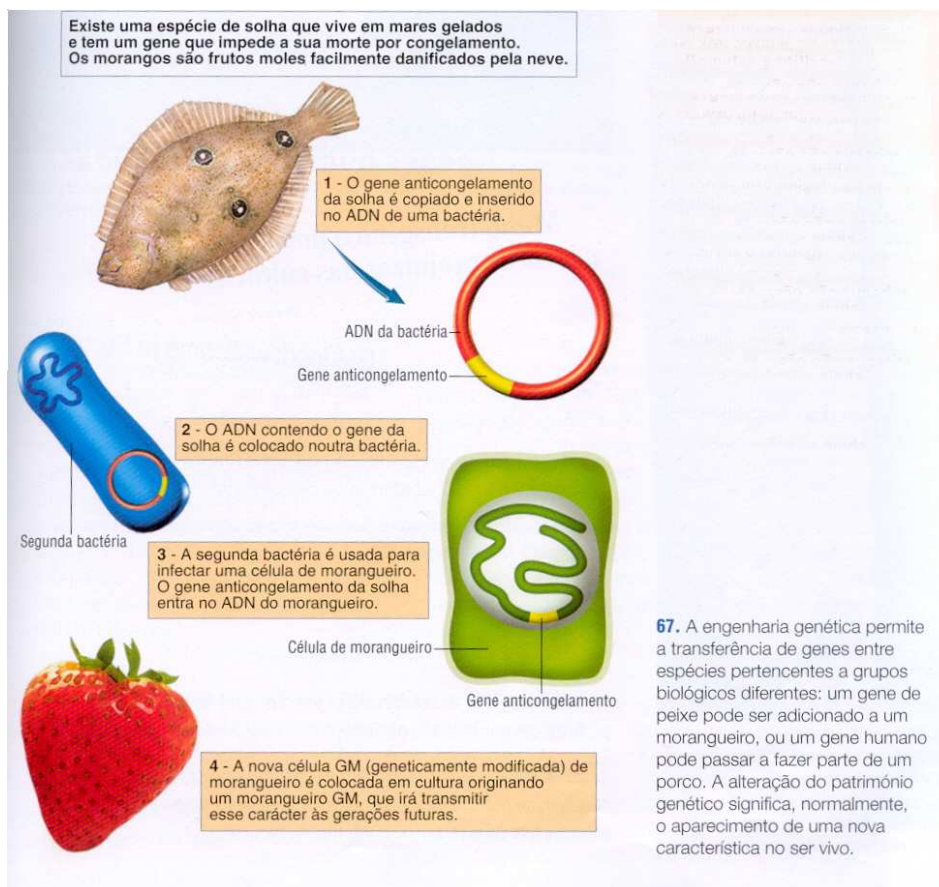 Existe uma espécie de solha que vive em mares gelados
e tem um gene que impede a sua morte por congelamento.
Os morangos são frutos moles facilmente danificados pela neve.
1 - O gene anticongelamento
da solha é copiado e inserido
no ADN de uma bactéria.
ADN da bactéria
Gene anticongelamento
2 - O ADN contendo o gene da
solha é colocado noutra bactéria.
Segunda bactéria
3 - A segunda bactéria é usada para
infectar uma célula de morangueiro.
O gene anticongelamento da solha
entra no ADN do morangueiro.
Célula de morangueiro
Gene anticongelamento
4 - A nova célula GM (geneticamente modificada) de
morangueiro é colocada em cultura originando
um morangueiro GM, que irá transmitir
esse carácter às gerações futuras.
67. A engenharia genética permite
a transferência de genes entre
espécies pertencentes a grupos
biológicos diferentes: um gene de
peixe pode ser adicionado a um
morangueiro, ou um gene humano
pode passar a fazer parte de um
porco. A alteração do património
genético significa, normalmente,
o aparecimento de uma nova
característica no ser vivo.